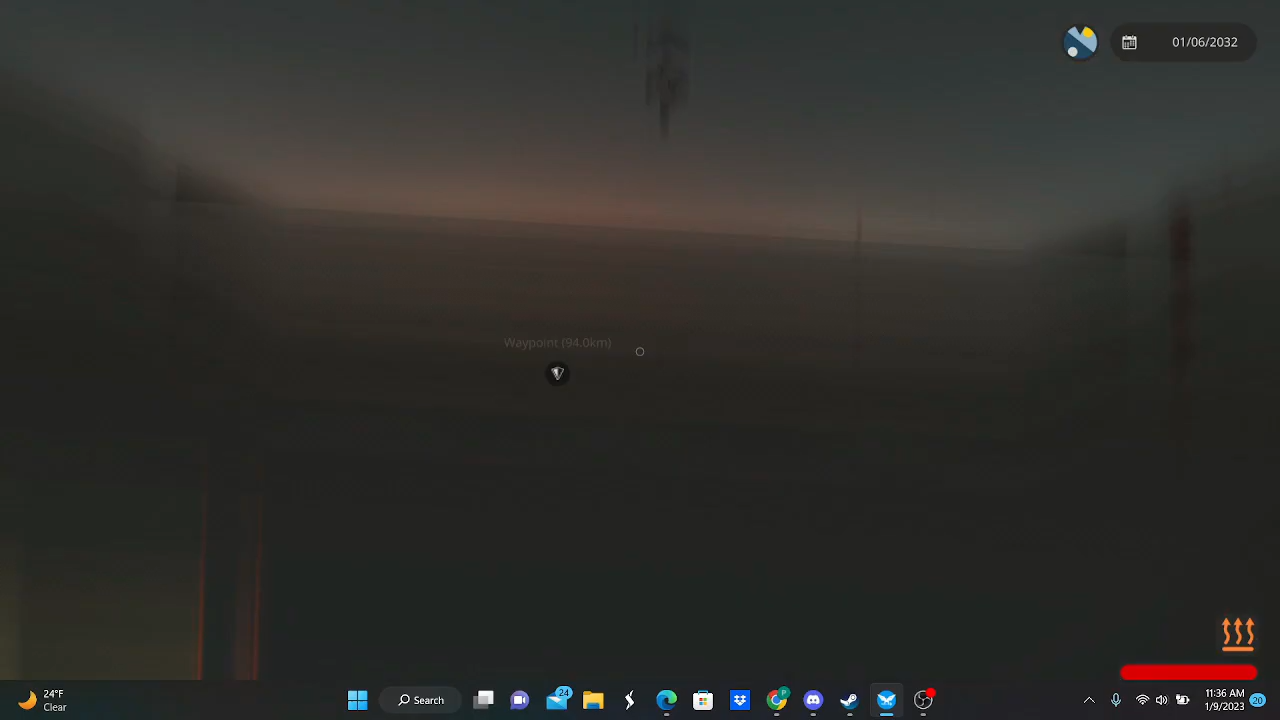 01/06/2032
Waypoint (94.0km)
24°F
Clear
Search
24
P
11:36 AM
1/9/2023
20